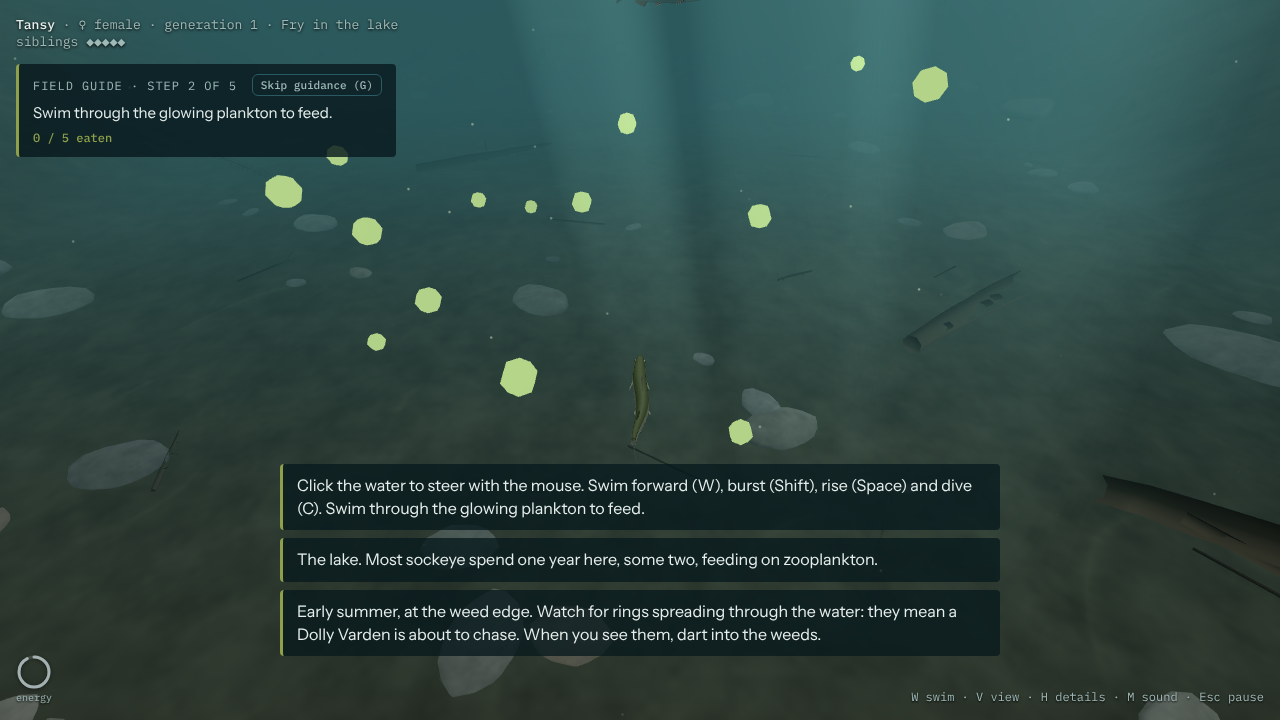 Tansy · ♀ female · generation 1 · Fry in the lake
siblings ◆◆◆◆◆
FIELD GUIDE · STEP 2 OF 5
Skip guidance (G)
Swim through the glowing plankton to feed.
0 / 5 eaten
Click the water to steer with the mouse. Swim forward (W), burst (Shift), rise (Space) and dive
(C). Swim through the glowing plankton to feed.
The lake. Most sockeye spend one year here, some two, feeding on zooplankton.
Early summer, at the weed edge. Watch for rings spreading through the water: they mean a
Dolly Varden is about to chase. When you see them, dart into the weeds.
energy
W swim · V view · H details · M sound · Esc pause